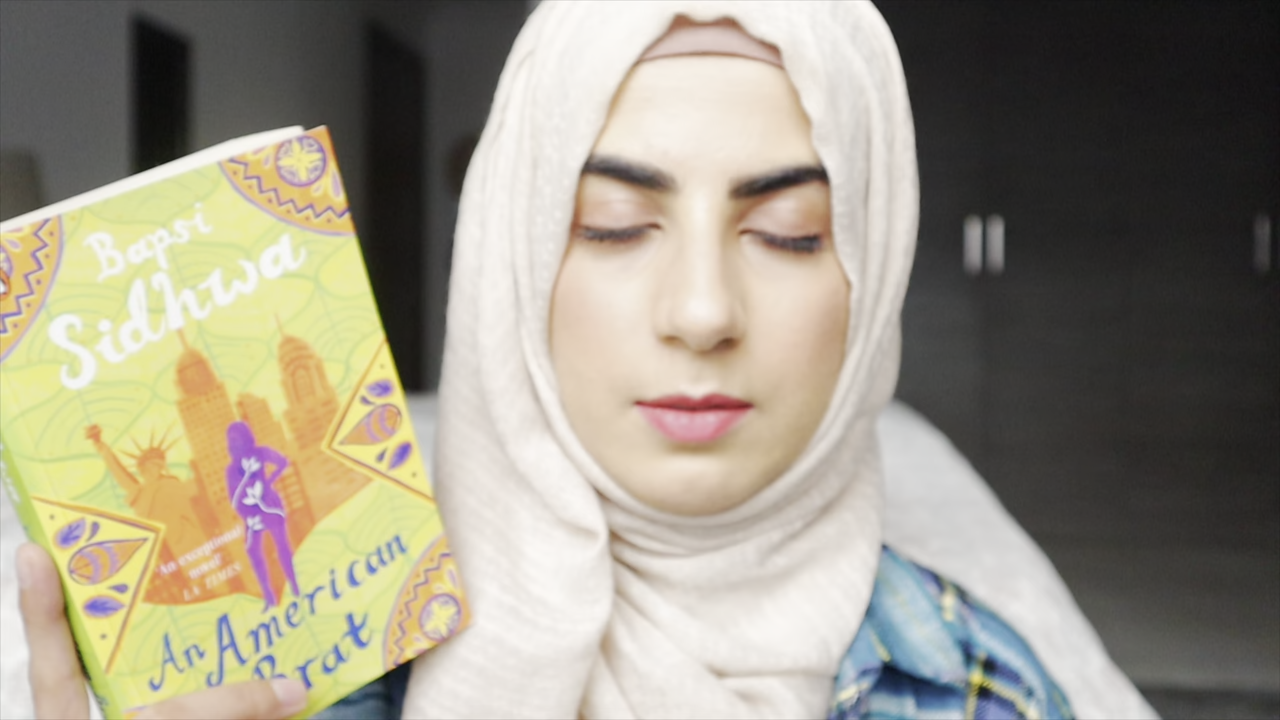 Bapsi
Sidhwa
An exceptional
novel
LA TIMES
An American
Brat